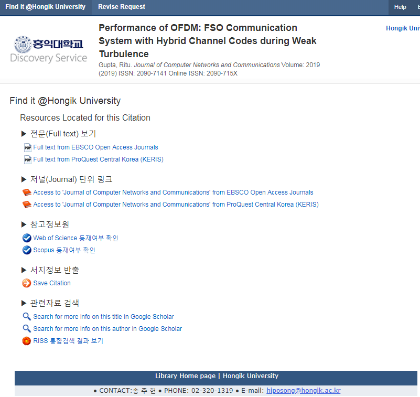 Find it @Hongik University Revise Request Help
홍익대학교
Discovery Service
Performance of OFDM: FSO Communication
System with Hybrid Channel Codes during Weak
Turbulence
Gupta, Ritu Journal of Computer Networks and Communications Volume: 2019
(2019) ISSN: 2090-7141 Online ISSN: 2090-715X
Hongik Uni
Find it @Hongik University
Resources Located for this Citation
▶ 전문(Full text) 보기
Full text from EBSCO Open Access Journals
Full text from ProQuest Central Korea (KERIS)
▶ 저널(Journal) 단위 링크
Access to 'Journal of Computer Networks and Communications' from EBSCO Open Access Journals
Access to 'Journal of Computer Networks and Communications' from ProQuest Central Korea (KERIS)
▶ 참고정보원
Web of Science 등재여부 확인
Scopus 등재여부 확인
▶ 서지정보 반출
Save Citation
▶ 관련자료 검색
Search for more info on this title in Google Scholar
Search for more info on this author in Google Scholar
RISS 통합검색 결과 보기
Library Home page | Hongik University
● CONTACT:송 주 현 ● PHONE: 02-320-1319 ● E-mail: hiposong@hongik.ac.kr